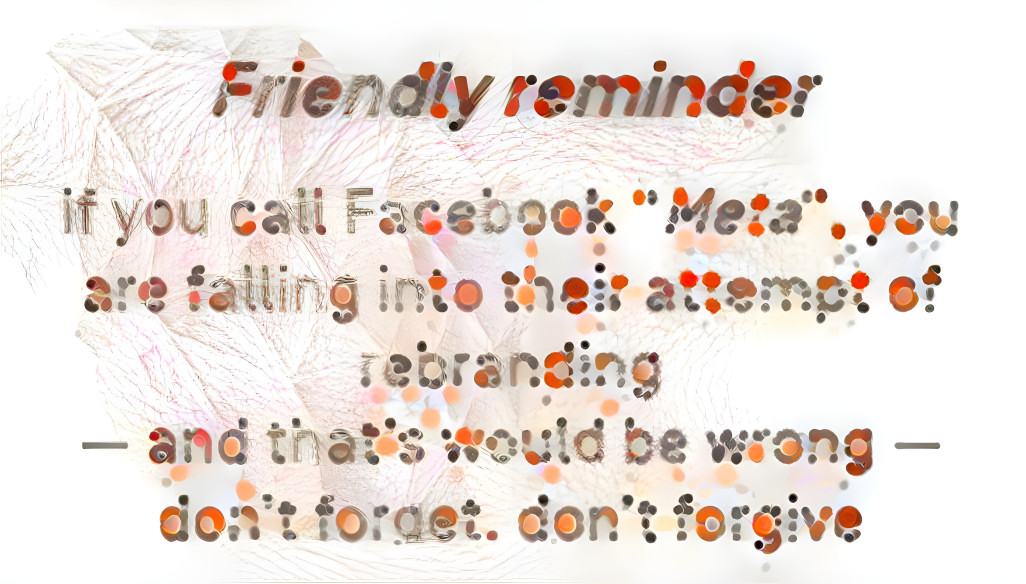 Friendly reminder
if you call Facebook "Meta", you
are falling into their attempt of
rebranding
— and that would be wrong —
don't forget. don't forgive